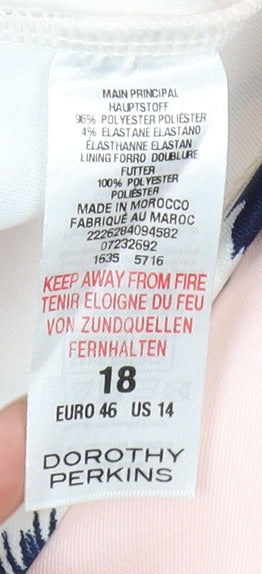 MAIN PRINCIPAL
HAUPTSTOFF
96% POLYESTER POLIÉSTER
4% ELASTANE ELASTANO
ÉLASTHANNE ELASTAN
LINING FORRO DOUBLURE
FUTTER
100% POLYESTER
POLIÉSTER
MADE IN MOROCCO
FABRIQUÉ AU MAROC
2226284094582
07232692
1635 5716
KEEP AWAY FROM FIRE
TENIR ELOIGNE DU FEU
VON ZUNDQUELLEN
FERNHALTEN
18
EURO 46 US 14
DOROTHY
PERKINS